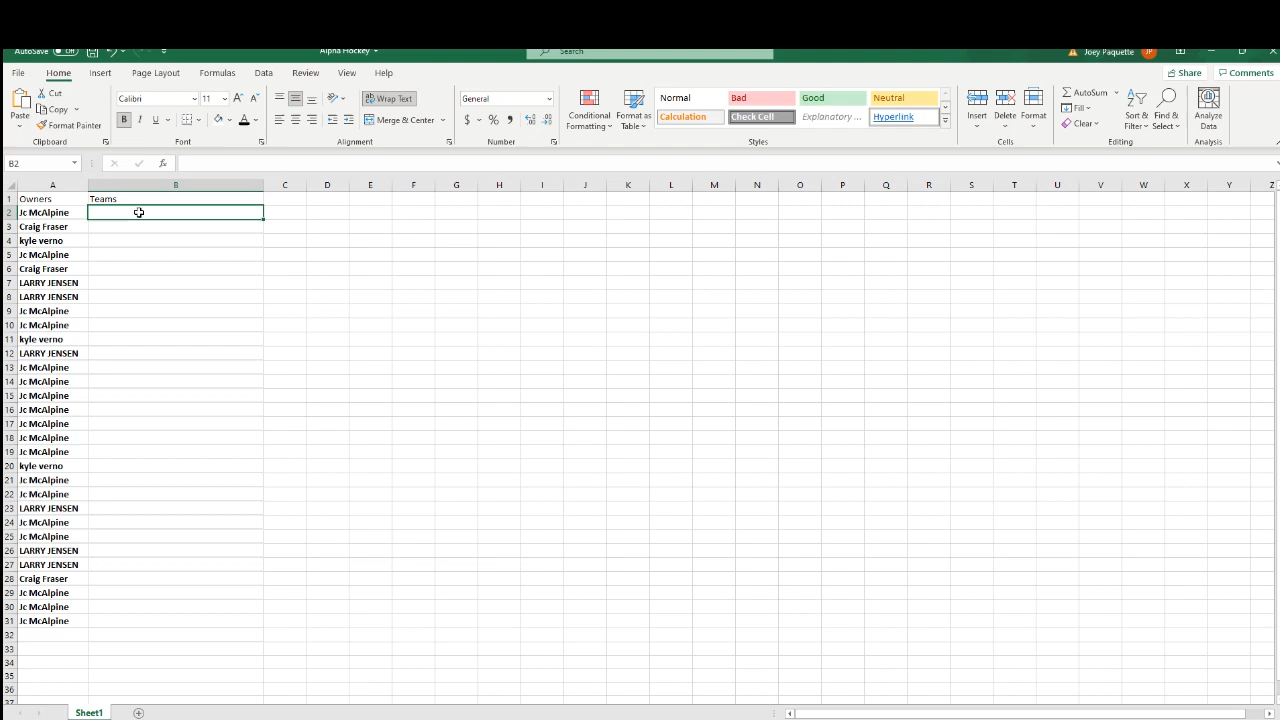 AutoSave Off Alpha Hockey Search Joey Paquette JP
File Home Insert Page Layout Formulas Data Review View Help Share Comments
Cut Calibri 11 Wrap Text General Normal Bad Good Neutral AutoSum
Copy Fill
Paste Format Painter B I U Merge & Center $ % Conditional Formatting Format as Table Calculation Check Cell Explanatory ... Hyperlink Insert Delete Format Clear Sort & Filter Find & Select Analyze Data
Clipboard Font Alignment Number Styles Cells Editing Analysis
B2 fx
A B C D E F G H I J K L M N O P Q R S T U V W X Y Z
1 Owners Teams
2 Jc McAlpine
3 Craig Fraser
4 kyle verno
5 Jc McAlpine
6 Craig Fraser
7 LARRY JENSEN
8 LARRY JENSEN
9 Jc McAlpine
10 Jc McAlpine
11 kyle verno
12 LARRY JENSEN
13 Jc McAlpine
14 Jc McAlpine
15 Jc McAlpine
16 Jc McAlpine
17 Jc McAlpine
18 Jc McAlpine
19 Jc McAlpine
20 kyle verno
21 Jc McAlpine
22 Jc McAlpine
23 LARRY JENSEN
24 Jc McAlpine
25 Jc McAlpine
26 LARRY JENSEN
27 LARRY JENSEN
28 Craig Fraser
29 Jc McAlpine
30 Jc McAlpine
31 Jc McAlpine
32
33
34
35
36
37
Sheet1